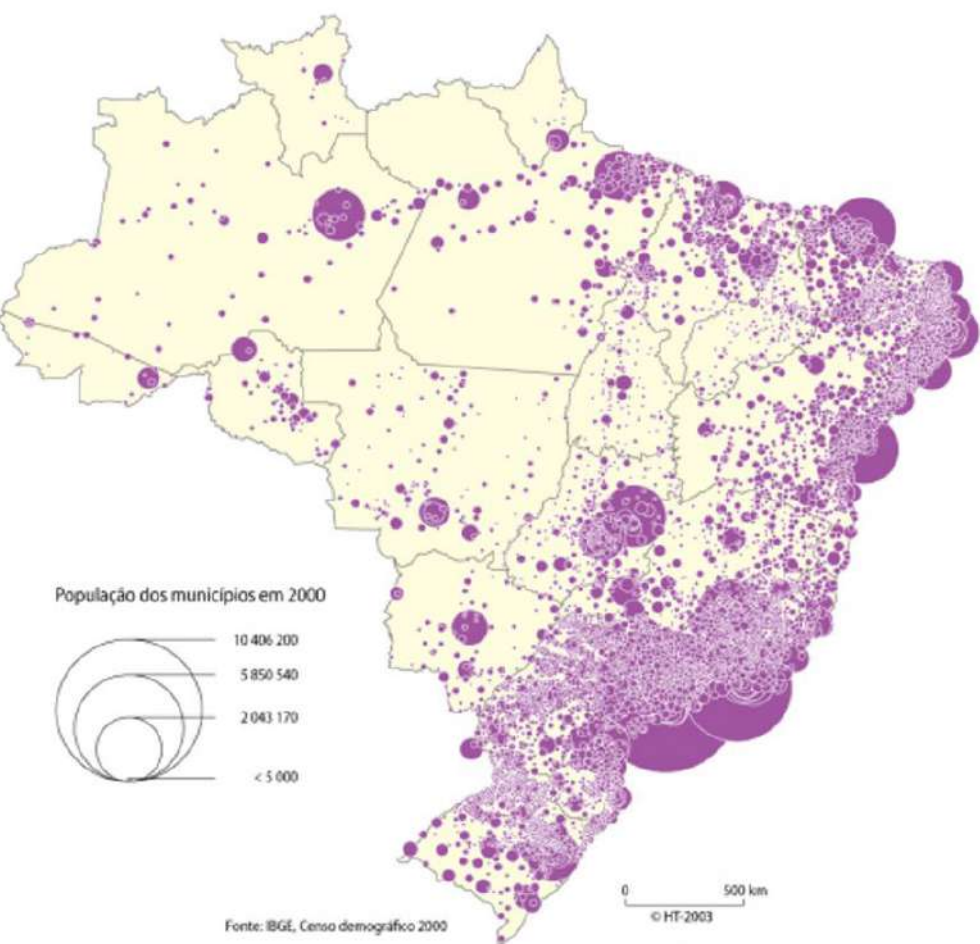 População dos municípios em 2000
10 406 200
5 850 540
2 043 170
< 5 000
0 500 km
© HT-2003
Fonte: IBGE, Censo demográfico 2000